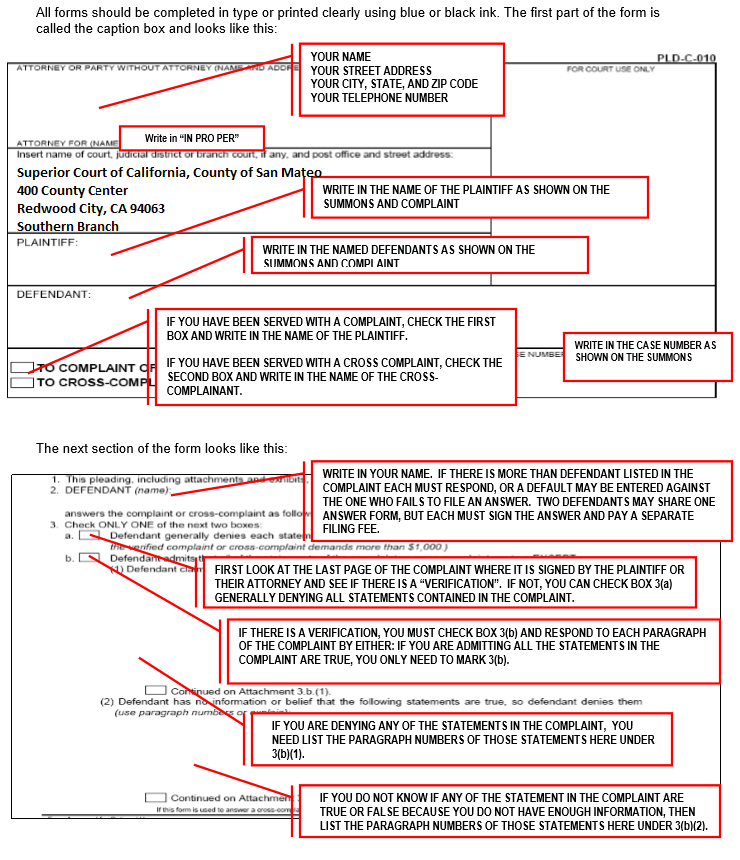 All forms should be completed in type or printed clearly using blue or black ink. The first part of the form is
called the caption box and looks like this:
PLD-C-010
ATTORNEY OR PARTY WITHOUT ATTORNEY (NAME AND ADDRE
FOR COURT USE ONLY
YOUR NAME
YOUR STREET ADDRESS
YOUR CITY, STATE, AND ZIP CODE
YOUR TELEPHONE NUMBER
ATTORNEY FOR (NAME
Write in “IN PRO PER”
Insert name of court, judicial district or branch court, if any, and post office and street address:
Superior Court of California, County of San Mateo
400 County Center
Redwood City, CA 94063
Southern Branch
WRITE IN THE NAME OF THE PLAINTIFF AS SHOWN ON THE
SUMMONS AND COMPLAINT
PLAINTIFF:
WRITE IN THE NAMED DEFENDANTS AS SHOWN ON THE
SUMMONS AND COMPLAINT
DEFENDANT:
IF YOU HAVE BEEN SERVED WITH A COMPLAINT, CHECK THE FIRST
BOX AND WRITE IN THE NAME OF THE PLAINTIFF.
IF YOU HAVE BEEN SERVED WITH A CROSS COMPLAINT, CHECK THE
SECOND BOX AND WRITE IN THE NAME OF THE CROSS-
COMPLAINANT.
E NUMBER
WRITE IN THE CASE NUMBER AS
SHOWN ON THE SUMMONS
TO COMPLAINT OF
TO CROSS-COMPL
The next section of the form looks like this:
1. This pleading, including attachments and exhibits,
2. DEFENDANT (name):
WRITE IN YOUR NAME. IF THERE IS MORE THAN DEFENDANT LISTED IN THE
COMPLAINT EACH MUST RESPOND, OR A DEFAULT MAY BE ENTERED AGAINST
THE ONE WHO FAILS TO FILE AN ANSWER. TWO DEFENDANTS MAY SHARE ONE
ANSWER FORM, BUT EACH MUST SIGN THE ANSWER AND PAY A SEPARATE
FILING FEE.
answers the complaint or cross-complaint as follow
3. Check ONLY ONE of the next two boxes:
a. Defendant generally denies each statem
the verified complaint or cross-complaint demands more than $1,000.)
b. Defendant admits th
(1) Defendant claim
FIRST LOOK AT THE LAST PAGE OF THE COMPLAINT WHERE IT IS SIGNED BY THE PLAINTIFF OR
THEIR ATTORNEY AND SEE IF THERE IS A “VERIFICATION”. IF NOT, YOU CAN CHECK BOX 3(a)
GENERALLY DENYING ALL STATEMENTS CONTAINED IN THE COMPLAINT.
IF THERE IS A VERIFICATION, YOU MUST CHECK BOX 3(b) AND RESPOND TO EACH PARAGRAPH
OF THE COMPLAINT BY EITHER: IF YOU ARE ADMITTING ALL THE STATEMENTS IN THE
COMPLAINT ARE TRUE, YOU ONLY NEED TO MARK 3(b).
Continued on Attachment 3.b.(1).
(2) Defendant has no information or belief that the following statements are true, so defendant denies them
(use paragraph numbers or explain):
IF YOU ARE DENYING ANY OF THE STATEMENTS IN THE COMPLAINT, YOU
NEED LIST THE PARAGRAPH NUMBERS OF THOSE STATEMENTS HERE UNDER
3(b)(1).
Continued on Attachment
If this form is used to answer a cross-compla
IF YOU DO NOT KNOW IF ANY OF THE STATEMENT IN THE COMPLAINT ARE
TRUE OR FALSE BECAUSE YOU DO NOT HAVE ENOUGH INFORMATION, THEN
LIST THE PARAGRAPH NUMBERS OF THOSE STATEMENTS HERE UNDER 3(b)(2).